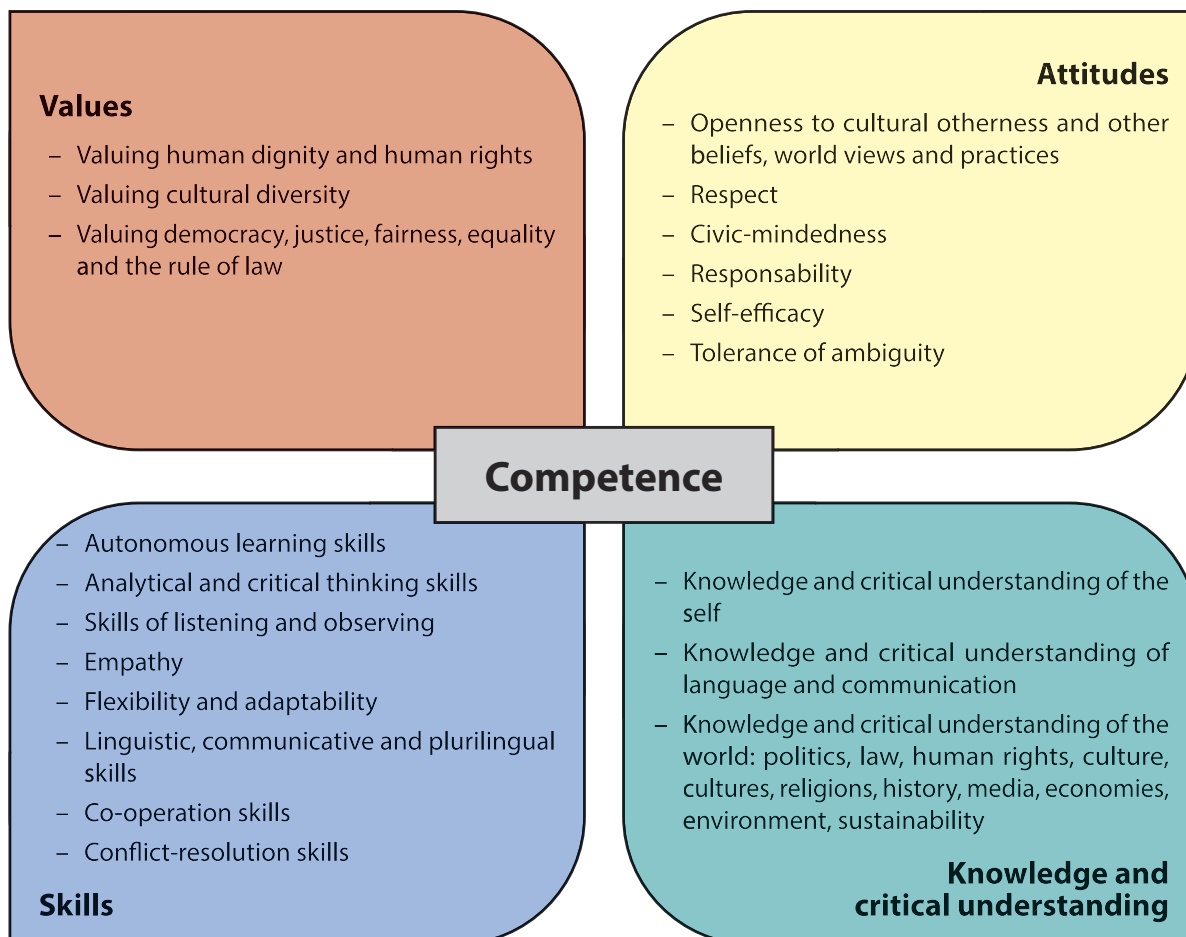 Values
– Valuing human dignity and human rights
– Valuing cultural diversity
– Valuing democracy, justice, fairness, equality
and the rule of law
Attitudes
– Openness to cultural otherness and other
beliefs, world views and practices
– Respect
– Civic-mindedness
– Responsability
– Self-efficacy
– Tolerance of ambiguity
Competence
– Autonomous learning skills
– Analytical and critical thinking skills
– Skills of listening and observing
– Empathy
– Flexibility and adaptability
– Linguistic, communicative and plurilingual
skills
– Co-operation skills
– Conflict-resolution skills
Skills
– Knowledge and critical understanding of the
self
– Knowledge and critical understanding of
language and communication
– Knowledge and critical understanding of the
world: politics, law, human rights, culture,
cultures, religions, history, media, economies,
environment, sustainability
Knowledge and
critical understanding